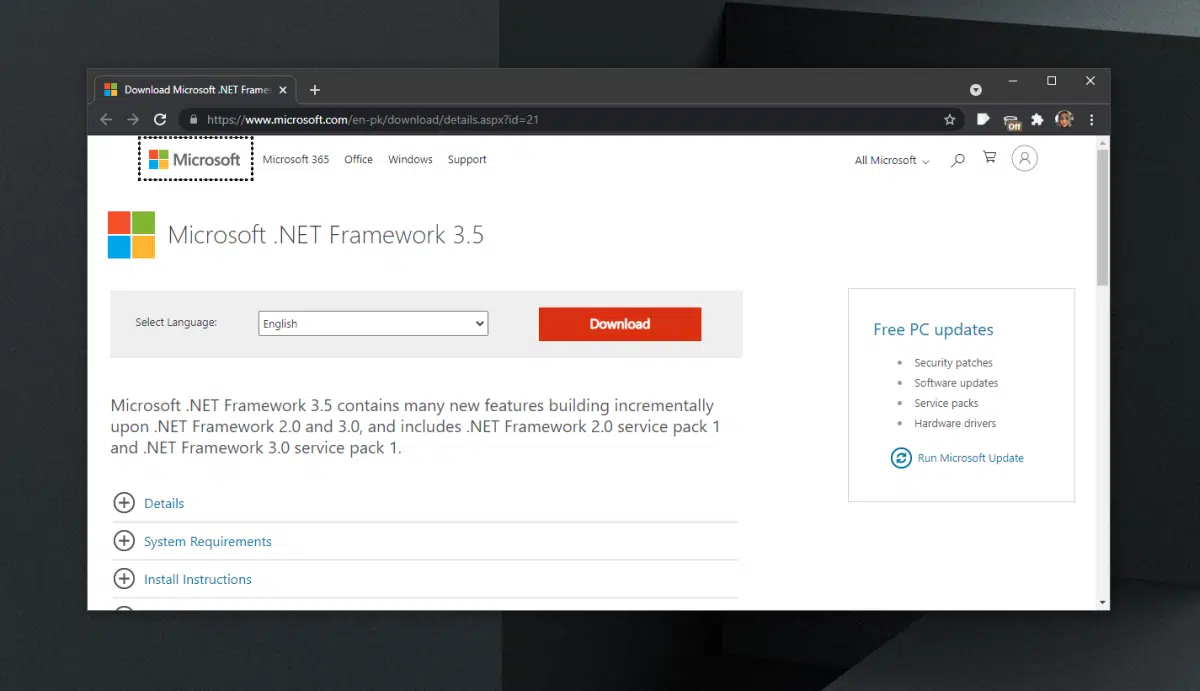 Download Microsoft .NET Frame
https://www.microsoft.com/en-pk/download/details.aspx?id=21
Off
Microsoft Microsoft 365 Office Windows Support All Microsoft
Microsoft .NET Framework 3.5
Select Language: English Download
Free PC updates
Security patches
Software updates
Service packs
Hardware drivers
Run Microsoft Update
Microsoft .NET Framework 3.5 contains many new features building incrementally
upon .NET Framework 2.0 and 3.0, and includes .NET Framework 2.0 service pack 1
and .NET Framework 3.0 service pack 1.
Details
System Requirements
Install Instructions